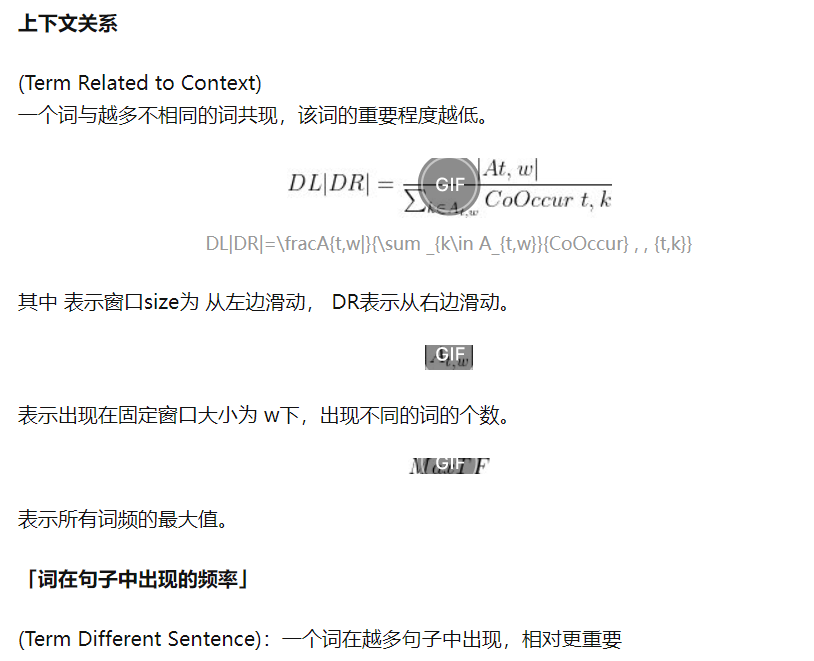 上下文关系
(Term Related to Context)
一个词与越多不相同的词共现，该词的重要程度越低。
DL|DR| = |At, w| / ∑k∈At,w CoOccur t, k
GIF
DL|DR|=\fracA{t,w|}{\sum _{k\in A_{t,w}}{CoOccur} , , {t,k}}
其中 表示窗口size为 从左边滑动， DR表示从右边滑动。
At,w
GIF
表示出现在固定窗口大小为 w下，出现不同的词的个数。
MaxTF
GIF
表示所有词频的最大值。
「词在句子中出现的频率」
(Term Different Sentence)：一个词在越多句子中出现，相对更重要